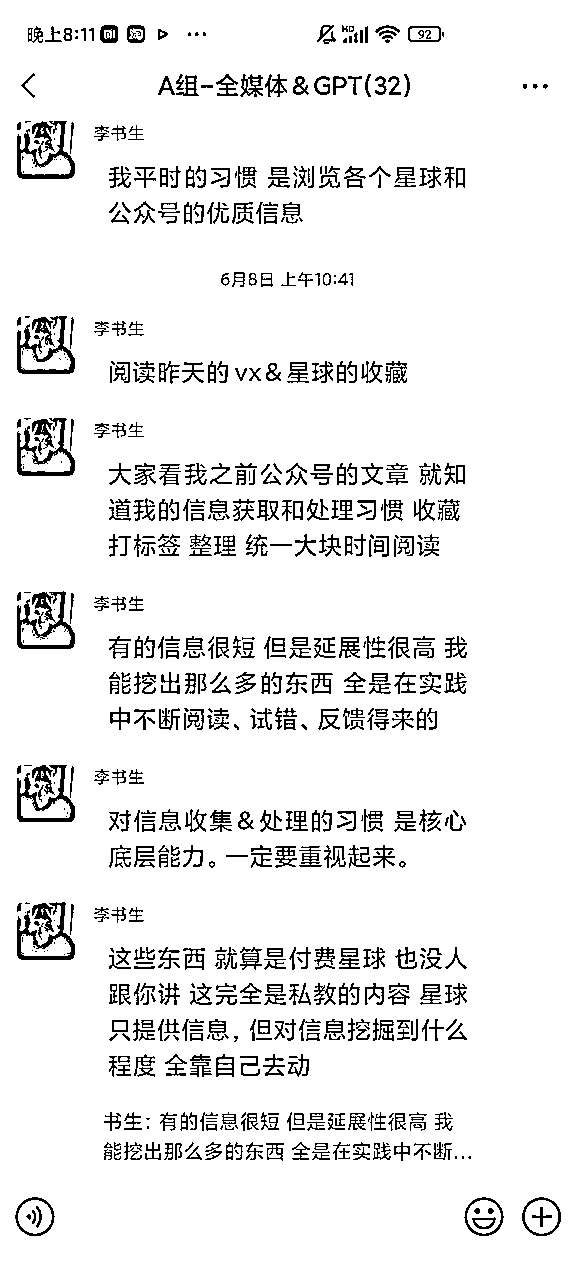 晚上8:11
HD
92
A组-全媒体&GPT(32)
李书生
我平时的习惯 是浏览各个星球和
公众号的优质信息
6月8日 上午10:41
李书生
阅读昨天的vx&星球的收藏
李书生
大家看我之前公众号的文章 就知
道我的信息获取和处理习惯 收藏
打标签 整理 统一大块时间阅读
李书生
有的信息很短 但是延展性很高 我
能挖出那么多的东西 全是在实践
中不断阅读、试错、反馈得来的
李书生
对信息收集&处理的习惯 是核心
底层能力。一定要重视起来。
李书生
这些东西 就算是付费星球 也没人
跟你讲 这完全是私教的内容 星球
只提供信息，但对信息挖掘到什么
程度 全靠自己去动
书生：有的信息很短 但是延展性很高 我
能挖出那么多的东西 全是在实践中不断...